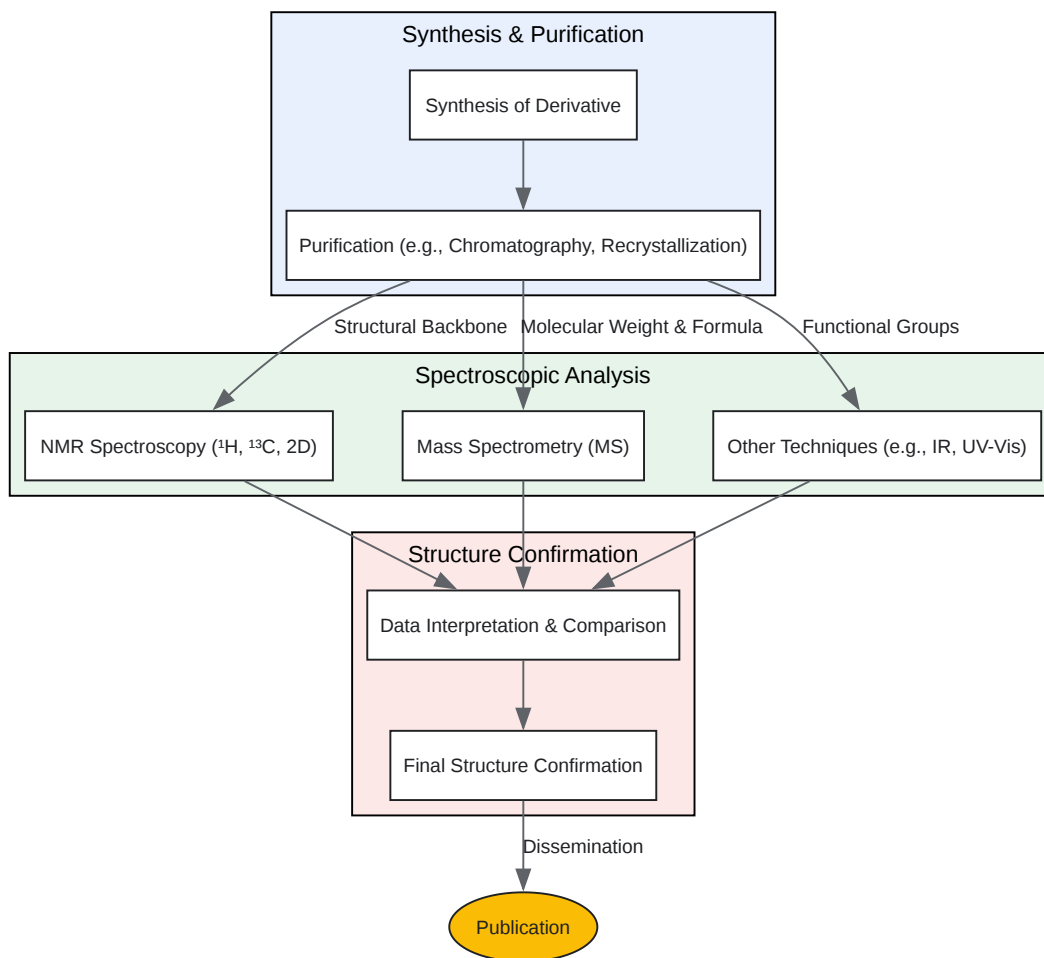 Synthesis & Purification
Synthesis of Derivative
Purification (e.g., Chromatography, Recrystallization)
Structural Backbone
Molecular Weight & Formula
Functional Groups
Spectroscopic Analysis
NMR Spectroscopy (¹H, ¹³C, 2D)
Mass Spectrometry (MS)
Other Techniques (e.g., IR, UV-Vis)
Structure Confirmation
Data Interpretation & Comparison
Final Structure Confirmation
Dissemination
Publication